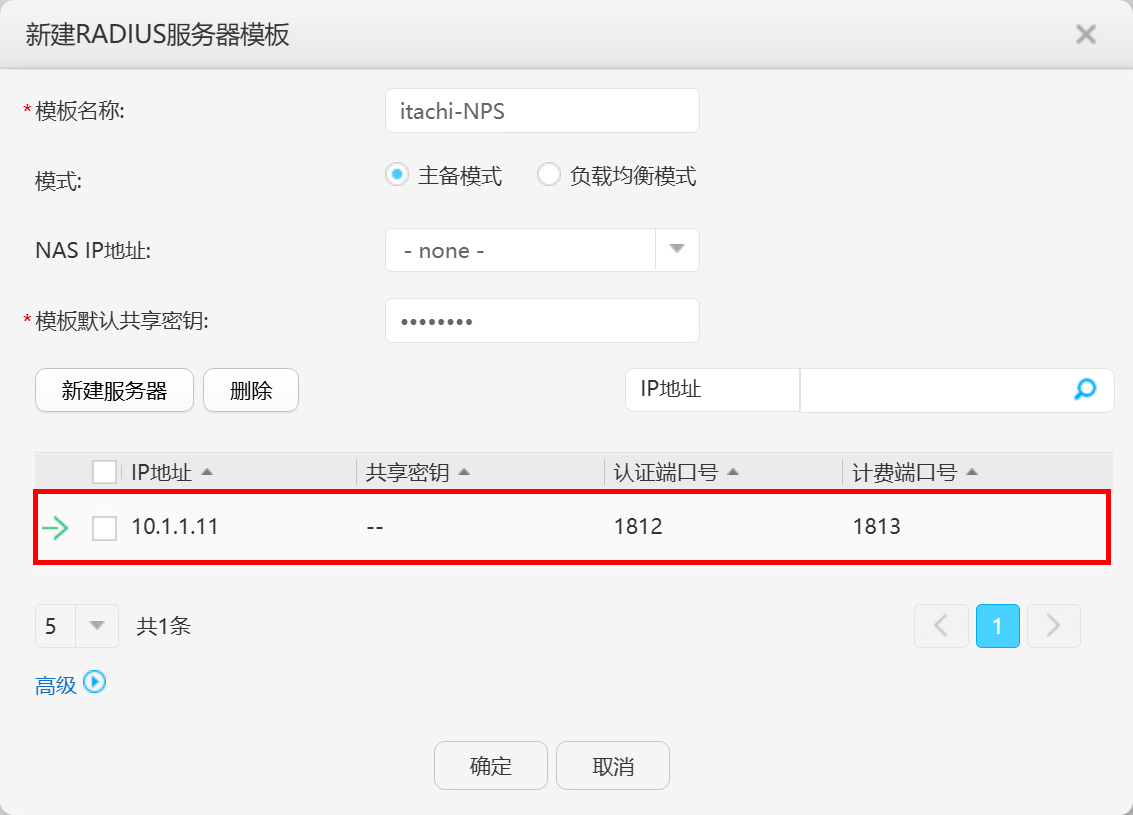 新建RADIUS服务器模板
*模板名称: itachi-NPS
模式: 主备模式 负载均衡模式
NAS IP地址: - none -
*模板默认共享密钥: ••••••••
新建服务器 删除 IP地址
IP地址 共享密钥 认证端口号 计费端口号
10.1.1.11 -- 1812 1813
5 共1条 1
高级
确定 取消